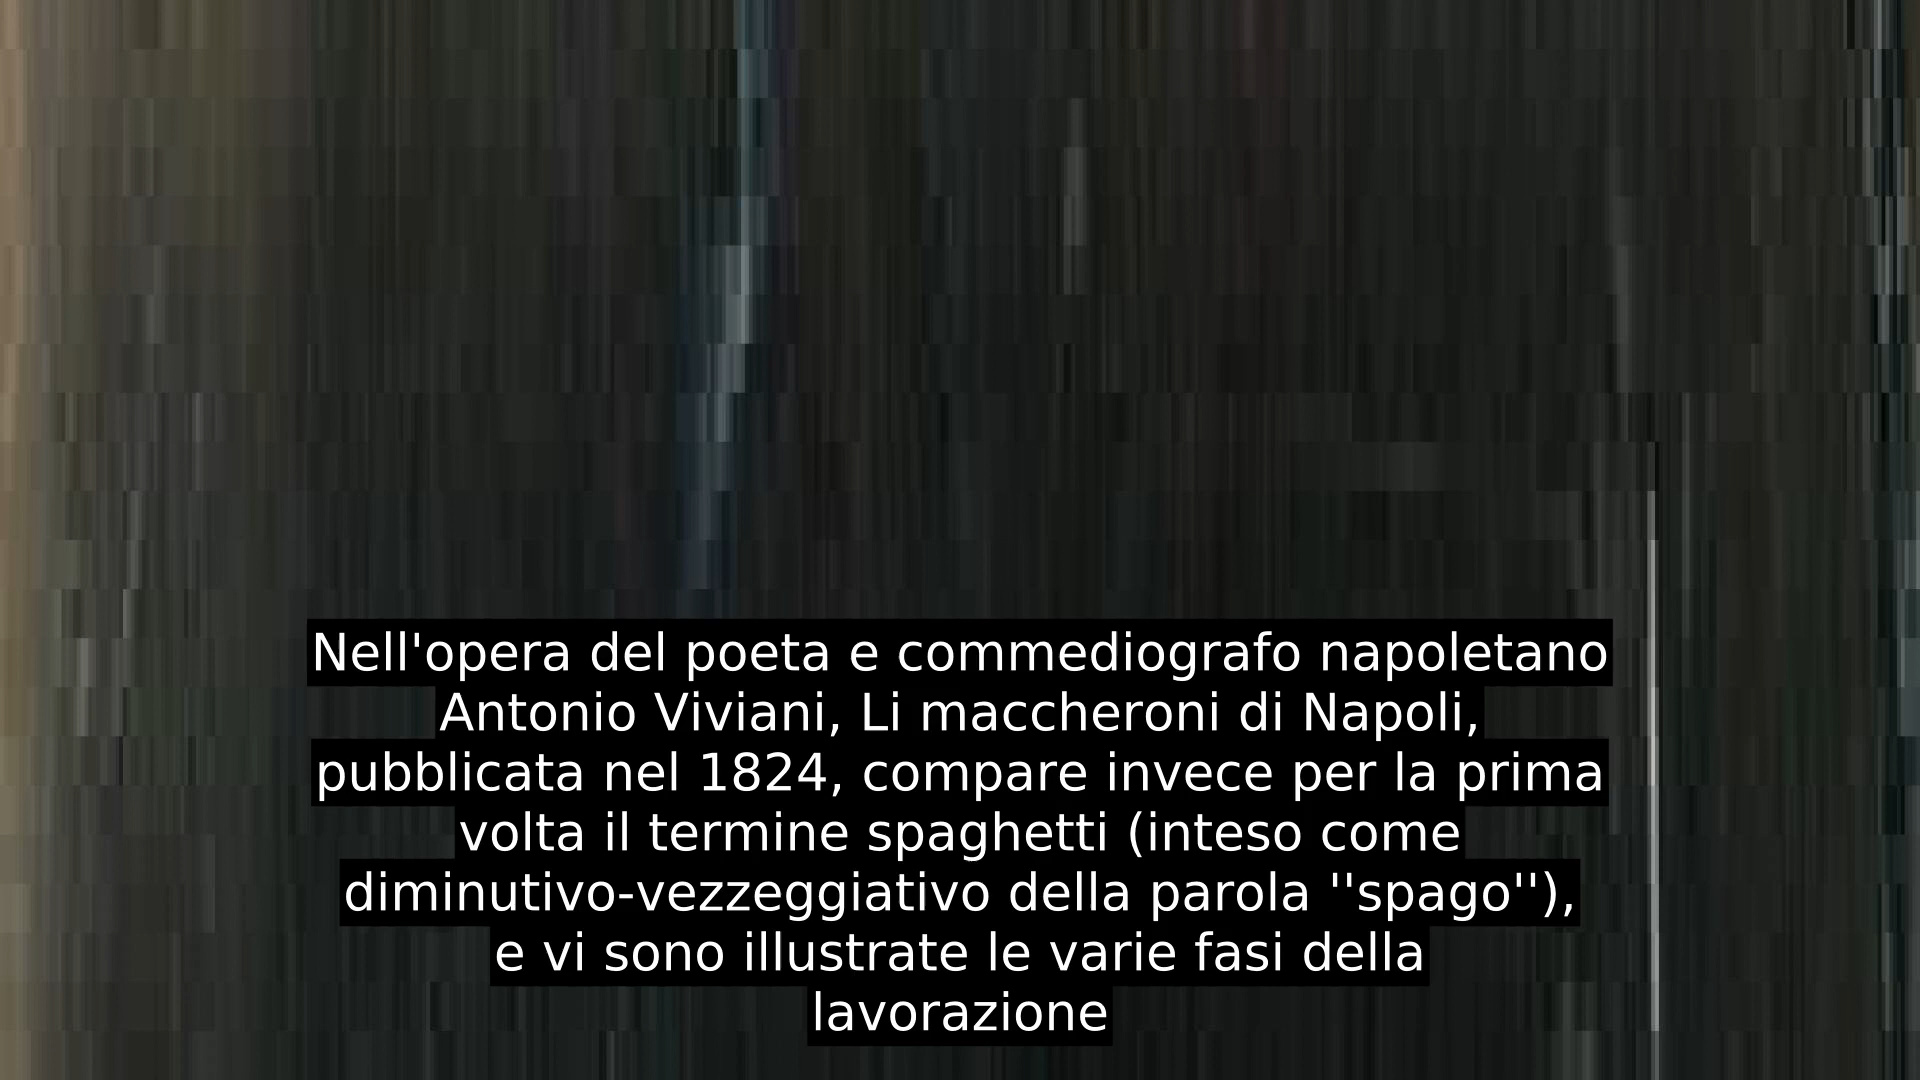 Nell'opera del poeta e commediografo napoletano
Antonio Viviani, Li maccheroni di Napoli,
pubblicata nel 1824, compare invece per la prima
volta il termine spaghetti (inteso come
diminutivo-vezzeggiativo della parola ''spago''),
e vi sono illustrate le varie fasi della
lavorazione